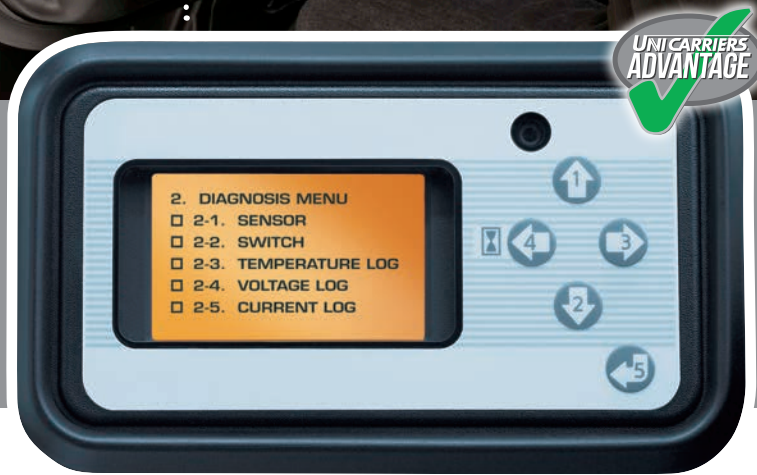 UNICARRIERS
ADVANTAGE
2. DIAGNOSIS MENU
□ 2-1. SENSOR
□ 2-2. SWITCH
□ 2-3. TEMPERATURE LOG
□ 2-4. VOLTAGE LOG
□ 2-5. CURRENT LOG
1
4
3
2
5